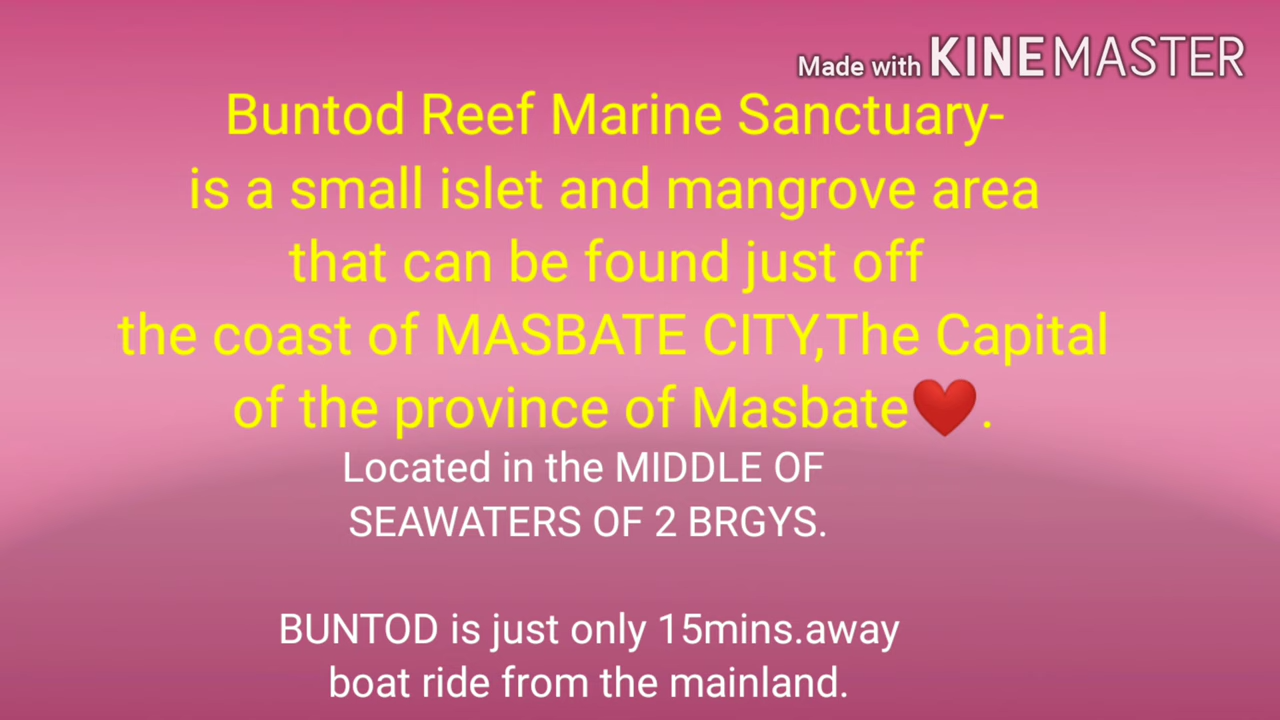 Made with KINEMASTER
Buntod Reef Marine Sanctuary-
is a small islet and mangrove area
that can be found just off
the coast of MASBATE CITY,The Capital
of the province of Masbate❤️.
Located in the MIDDLE OF
SEAWATERS OF 2 BRGYS.
BUNTOD is just only 15mins.away
boat ride from the mainland.